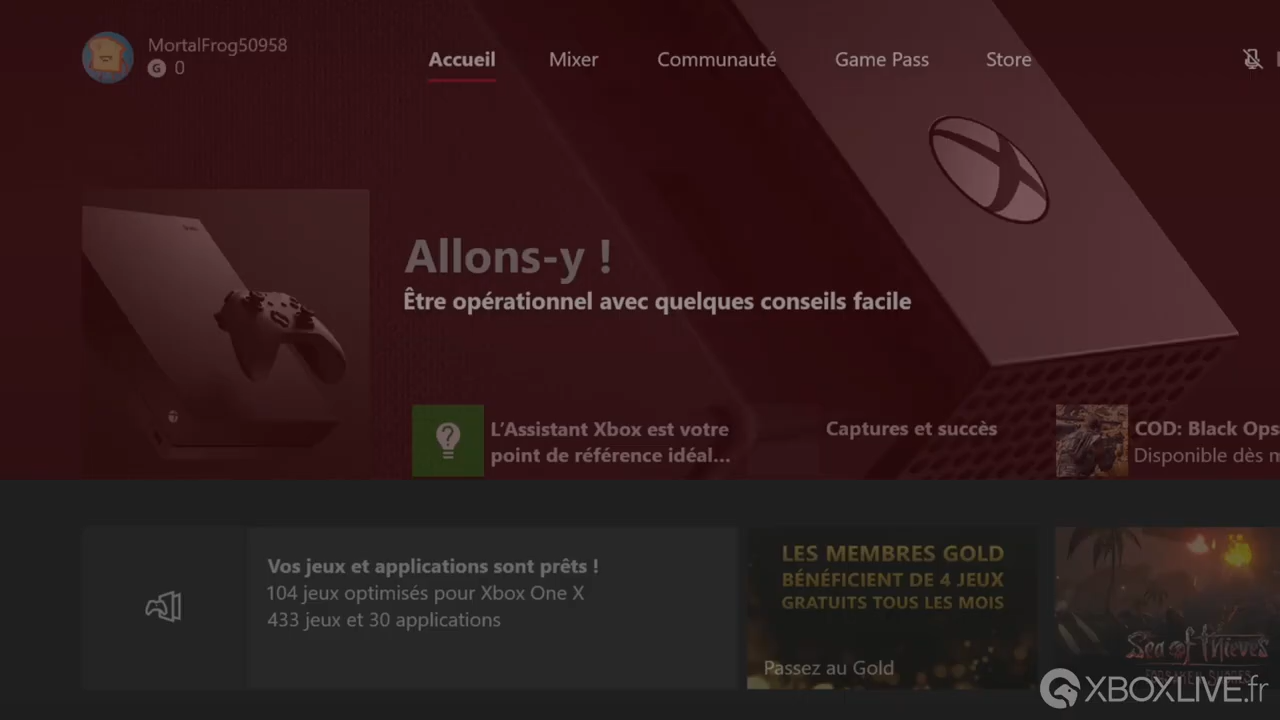 MortalFrog50958
G 0
Accueil
Mixer
Communauté
Game Pass
Store
Allons-y !
Être opérationnel avec quelques conseils facile
L'Assistant Xbox est votre
point de référence idéal...
Captures et succès
COD: Black Ops
Disponible dès m
Vos jeux et applications sont prêts !
104 jeux optimisés pour Xbox One X
433 jeux et 30 applications
LES MEMBRES GOLD
BÉNÉFICIENT DE 4 JEUX
GRATUITS TOUS LES MOIS
Passez au Gold
Sea of Thieves
XBOXLIVE.fr